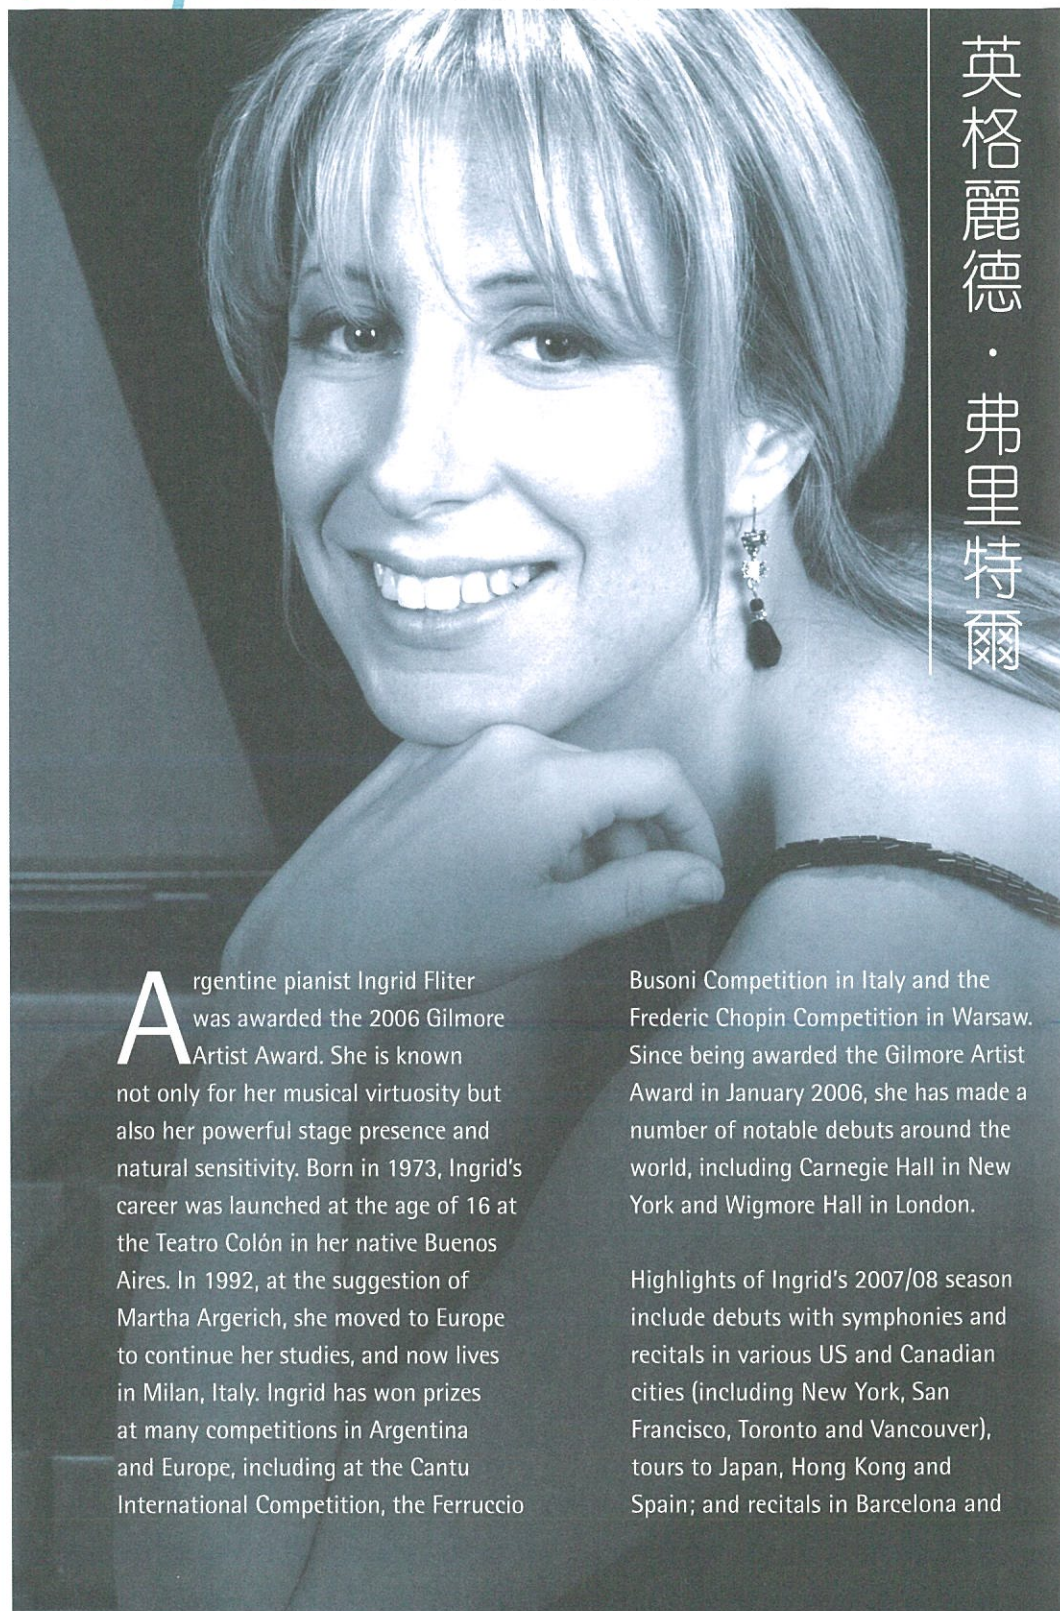 英格麗德·弗里特爾
Argentine pianist Ingrid Fliter
was awarded the 2006 Gilmore
Artist Award. She is known
not only for her musical virtuosity but
also her powerful stage presence and
natural sensitivity. Born in 1973, Ingrid's
career was launched at the age of 16 at
the Teatro Colón in her native Buenos
Aires. In 1992, at the suggestion of
Martha Argerich, she moved to Europe
to continue her studies, and now lives
in Milan, Italy. Ingrid has won prizes
at many competitions in Argentina
and Europe, including at the Cantu
International Competition, the Ferruccio
Busoni Competition in Italy and the
Frederic Chopin Competition in Warsaw.
Since being awarded the Gilmore Artist
Award in January 2006, she has made a
number of notable debuts around the
world, including Carnegie Hall in New
York and Wigmore Hall in London.
Highlights of Ingrid's 2007/08 season
include debuts with symphonies and
recitals in various US and Canadian
cities (including New York, San
Francisco, Toronto and Vancouver),
tours to Japan, Hong Kong and
Spain; and recitals in Barcelona and